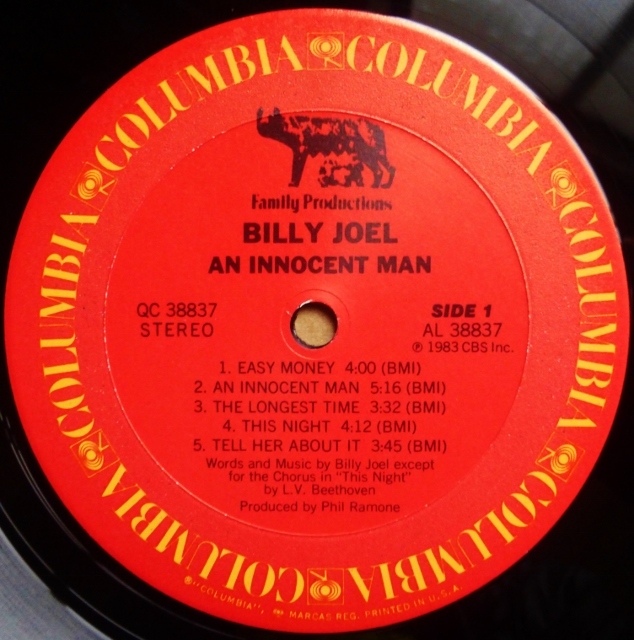 COLUMBIA COLUMBIA COLUMBIA COLUMBIA COLUMBIA COLUMBIA
Family Productions
BILLY JOEL
AN INNOCENT MAN
QC 38837
STEREO
SIDE 1
AL 38837
℗ 1983 CBS Inc.
1. EASY MONEY 4:00 (BMI)
2. AN INNOCENT MAN 5:16 (BMI)
3. THE LONGEST TIME 3:32 (BMI)
4. THIS NIGHT 4:12 (BMI)
5. TELL HER ABOUT IT 3:45 (BMI)
Words and Music by Billy Joel except
for the Chorus in "This Night"
by L.V. Beethoven
Produced by Phil Ramone
® "COLUMBIA", MARCAS REG. PRINTED IN U.S.A.